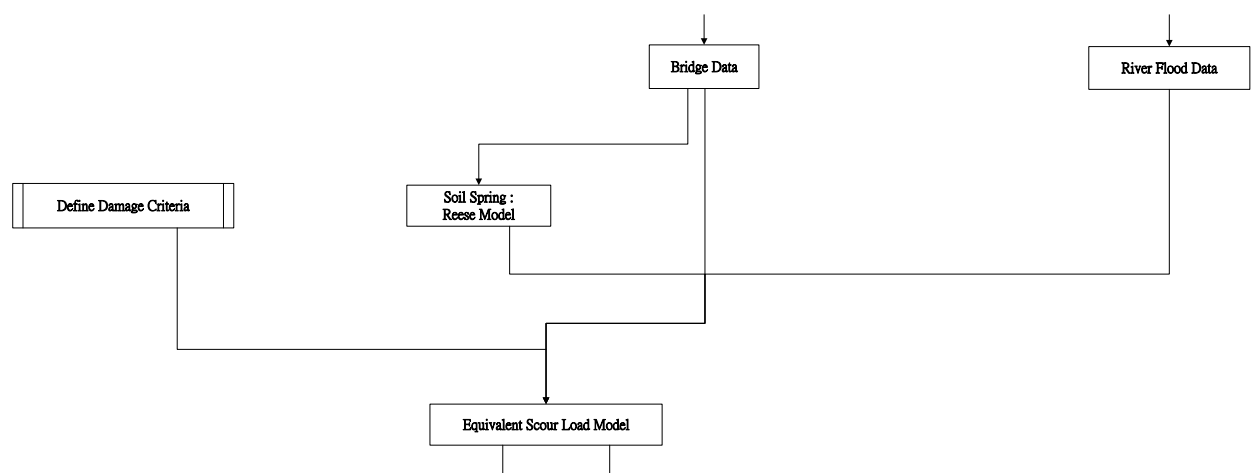 Bridge Data
River Flood Data
Define Damage Criteria
Soil Spring :
Reese Model
Equivalent Scour Load Model